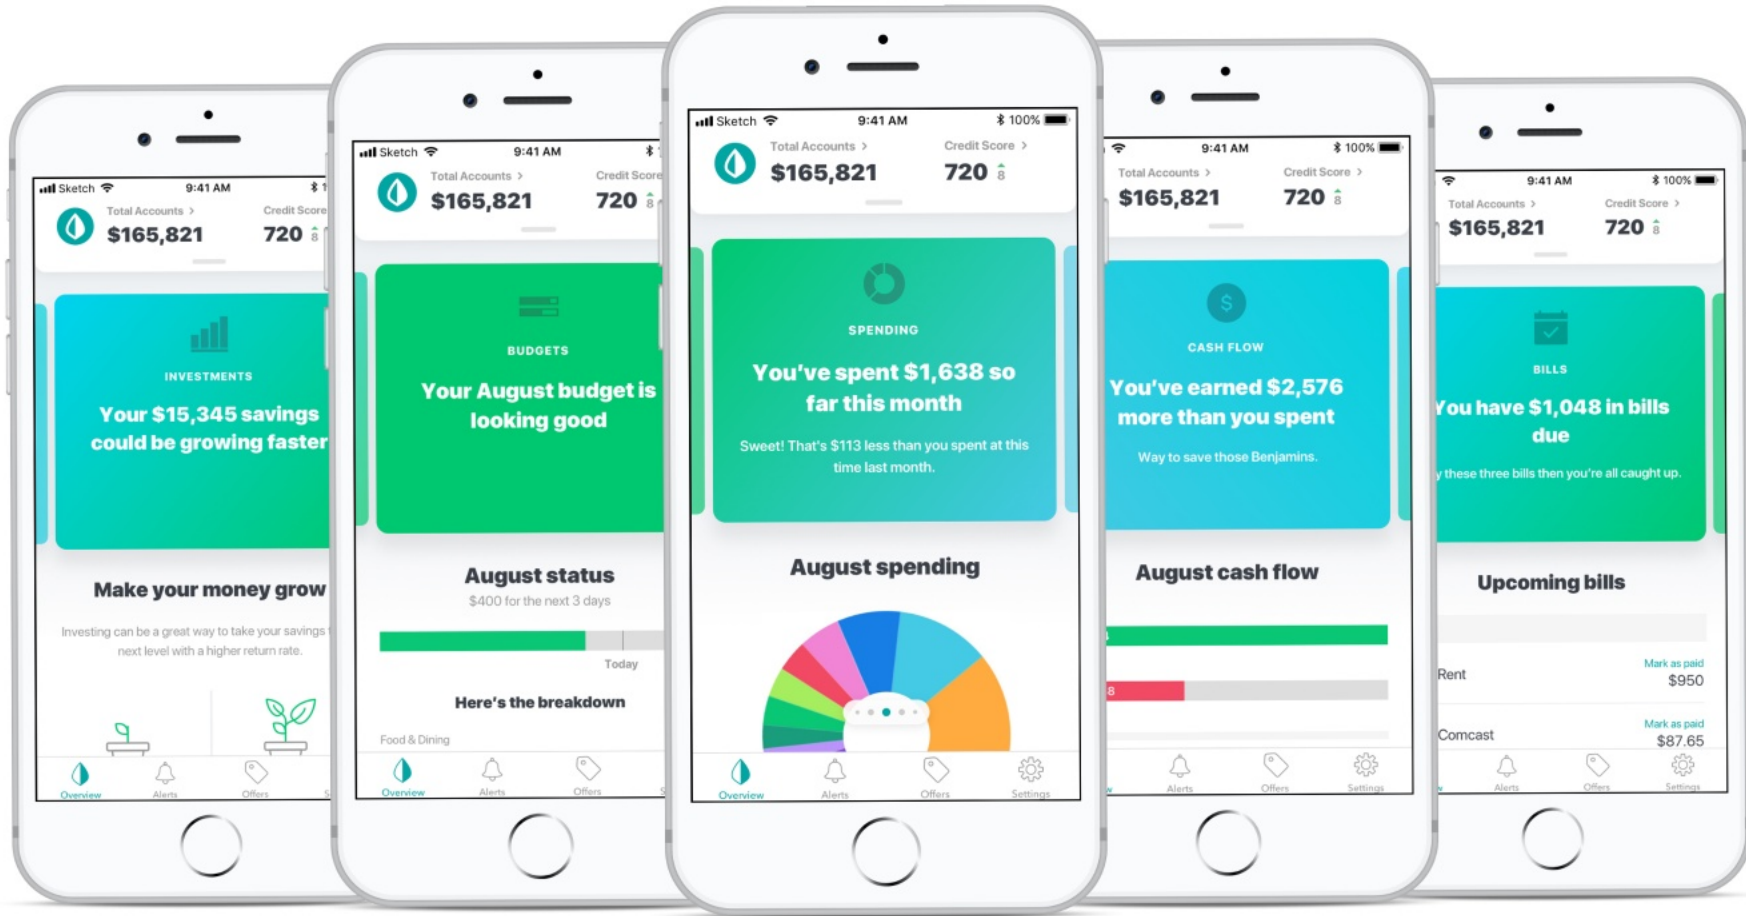 Sketch 9:41 AM
Total Accounts > Credit Score
$165,821 720 8
INVESTMENTS
Your $15,345 savings
could be growing faster
Make your money grow
Investing can be a great way to take your savings
next level with a higher return rate.
Overview Alerts Offers
Sketch 9:41 AM
Total Accounts > Credit Score
$165,821 720 8
BUDGETS
Your August budget is
looking good
August status
$400 for the next 3 days
Today
Here's the breakdown
Food & Dining
Overview Alerts Offers
Sketch 9:41 AM 100%
Total Accounts > Credit Score >
$165,821 720 8
SPENDING
You've spent $1,638 so
far this month
Sweet! That's $113 less than you spent at this
time last month.
August spending
Overview Alerts Offers Settings
9:41 AM 100%
Total Accounts > Credit Score >
$165,821 720 8
CASH FLOW
You've earned $2,576
more than you spent
Way to save those Benjamins.
August cash flow
8
Alerts Offers Settings
9:41 AM 100%
Total Accounts > Credit Score >
$165,821 720 8
BILLS
You have $1,048 in bills
due
these three bills then you're all caught up.
Upcoming bills
Mark as paid
Rent $950
Mark as paid
Comcast $87.65
Alerts Offers Settings